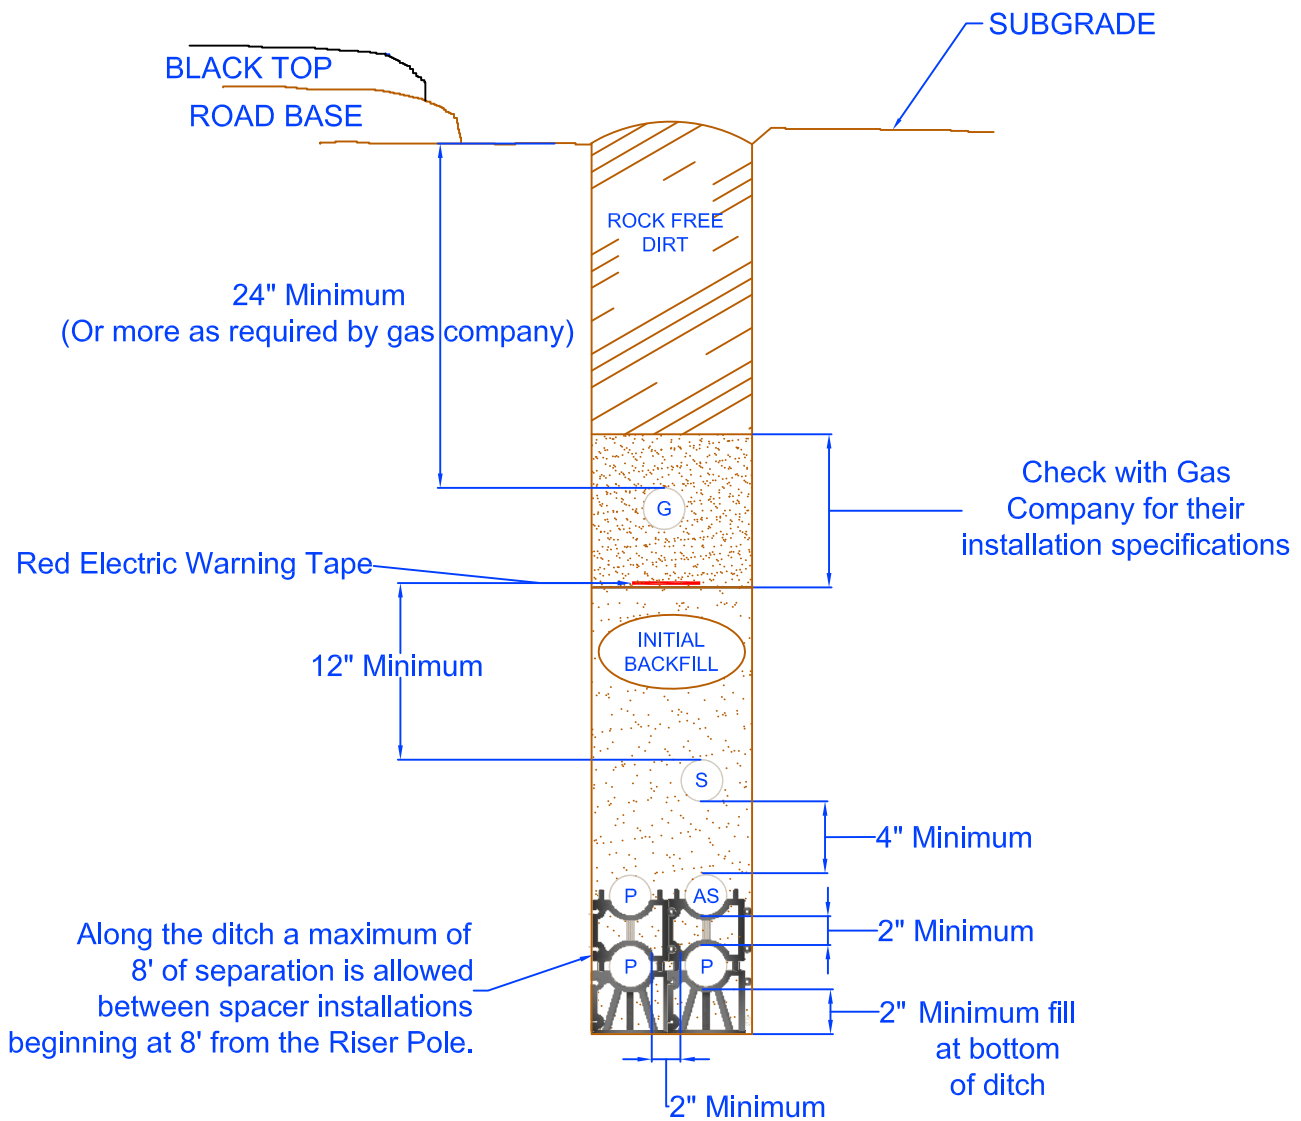 SUBGRADE
BLACK TOP
ROAD BASE
ROCK FREE
DIRT
24" Minimum
(Or more as required by gas company)
Check with Gas
Company for their
installation specifications
G
Red Electric Warning Tape
INITIAL
BACKFILL
12" Minimum
S
4" Minimum
P
AS
2" Minimum
Along the ditch a maximum of
8' of separation is allowed
between spacer installations
beginning at 8' from the Riser Pole.
P
P
2" Minimum fill
at bottom
of ditch
2" Minimum